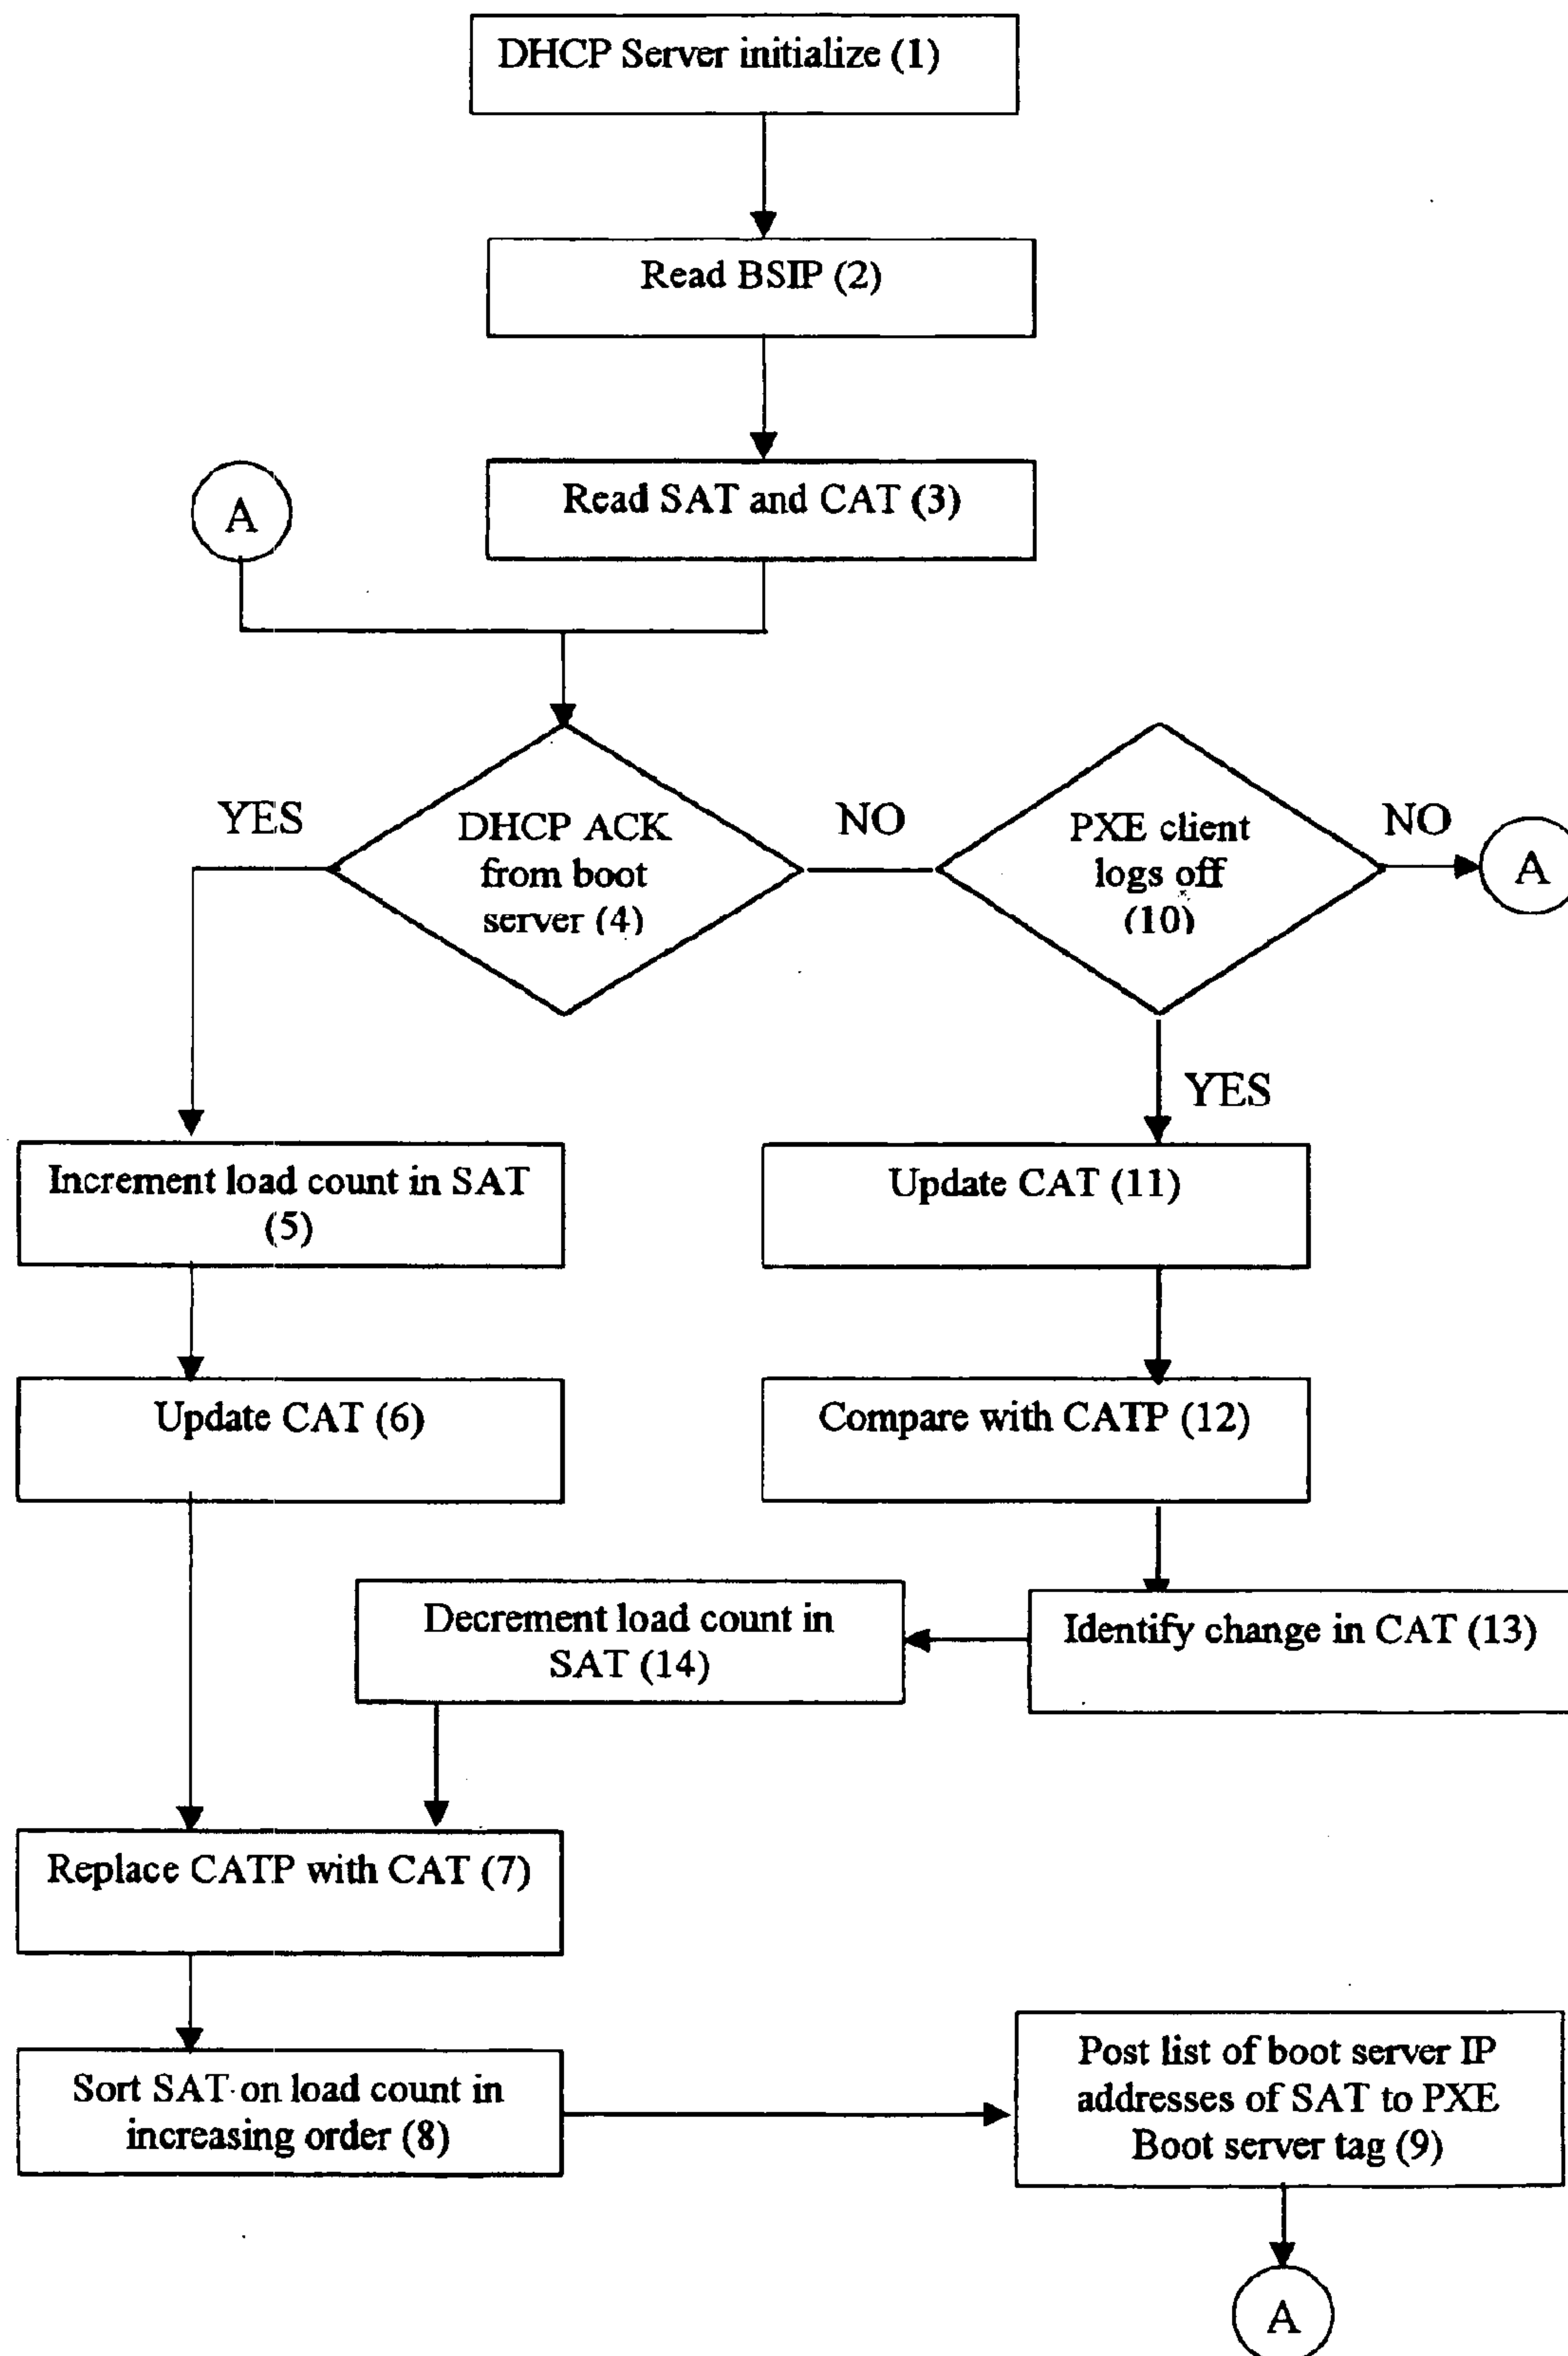 DHCP Server initialize (1)
Read BSIP (2)
Read SAT and CAT (3)
A
YES
DHCP ACK
from boot
server (4)
NO
PXE client
logs off
(10)
NO
A
YES
Increment load count in SAT
(5)
Update CAT (11)
Update CAT (6)
Compare with CATP (12)
Decrement load count in
SAT (14)
Identify change in CAT (13)
Replace CATP with CAT (7)
Sort SAT on load count in
increasing order (8)
Post list of boot server IP
addresses of SAT to PXE
Boot server tag (9)
A